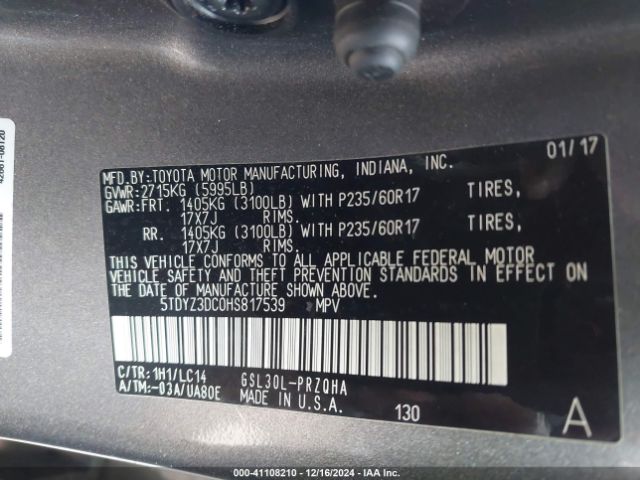 42661-08120
MFD.BY:TOYOTA MOTOR MANUFACTURING, INDIANA, INC. 01/17
GVWR:2715KG (5995LB)
GAWR:FRT. 1405KG (3100LB) WITH P235/60R17 TIRES,
17X7J RIMS.
RR. 1405KG (3100LB) WITH P235/60R17 TIRES,
17X7J RIMS.
THIS VEHICLE CONFORMS TO ALL APPLICABLE FEDERAL MOTOR
VEHICLE SAFETY AND THEFT PREVENTION STANDARDS IN EFFECT ON
THE DATE OF MANUFACTURE SHOWN ABOVE.
5TDYZ3DC0HS817539 MPV
C/TR:1H1/LC14 GSL30L-PRZQHA
A/TM:-03A/UA80E MADE IN U.S.A.
130 A
000-41108210 - 12/16/2024 - IAA Inc.